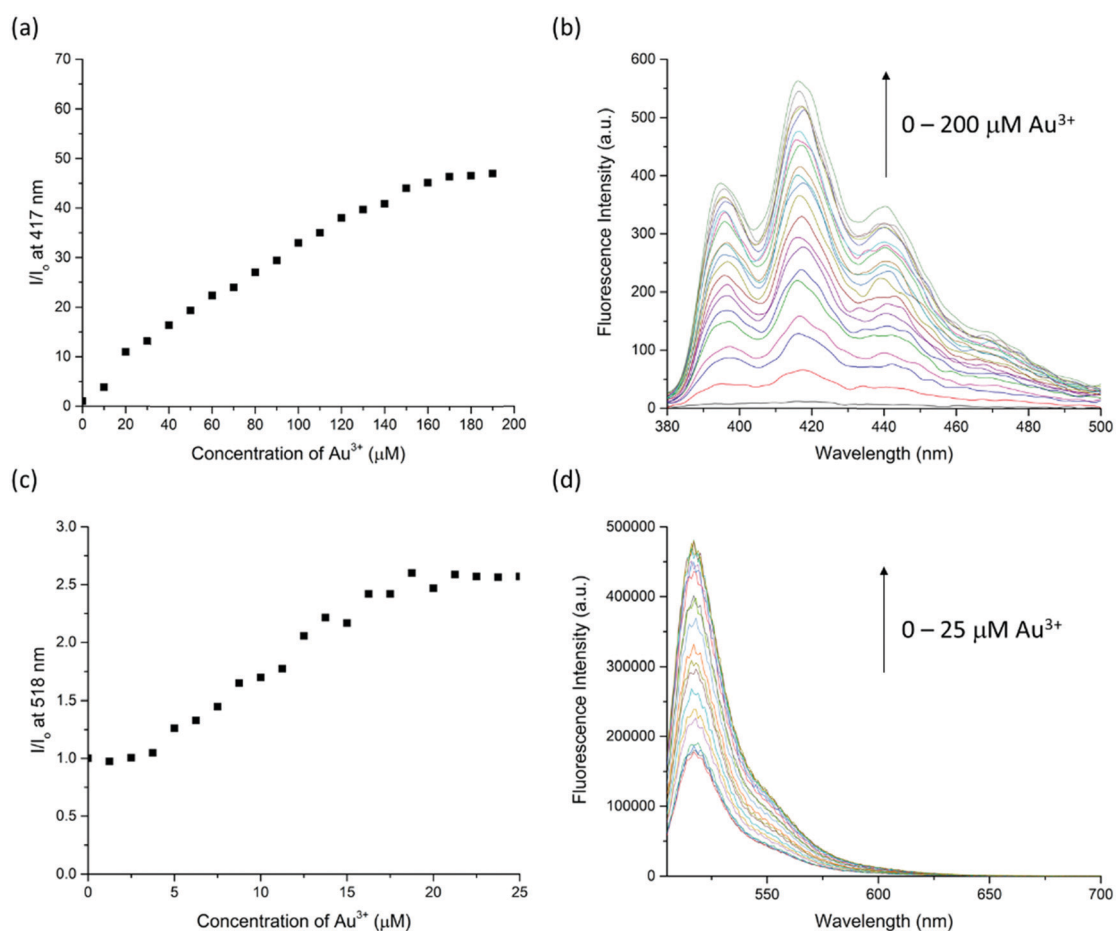 (a)
70
60
50
40
30
20
10
0
I/Io at 417 nm
0 20 40 60 80 100 120 140 160 180 200
Concentration of Au³⁺ (μM)
(b)
600
500
400
300
200
100
0
Fluorescence Intensity (a.u.)
0 – 200 μM Au³⁺
380 400 420 440 460 480 500
Wavelength (nm)
(c)
3.0
2.5
2.0
1.5
1.0
0.5
0.0
I/Io at 518 nm
0 5 10 15 20 25
Concentration of Au³⁺ (μM)
(d)
500000
400000
300000
200000
100000
0
Fluorescence Intensity (a.u.)
0 – 25 μM Au³⁺
550 600 650 700
Wavelength (nm)